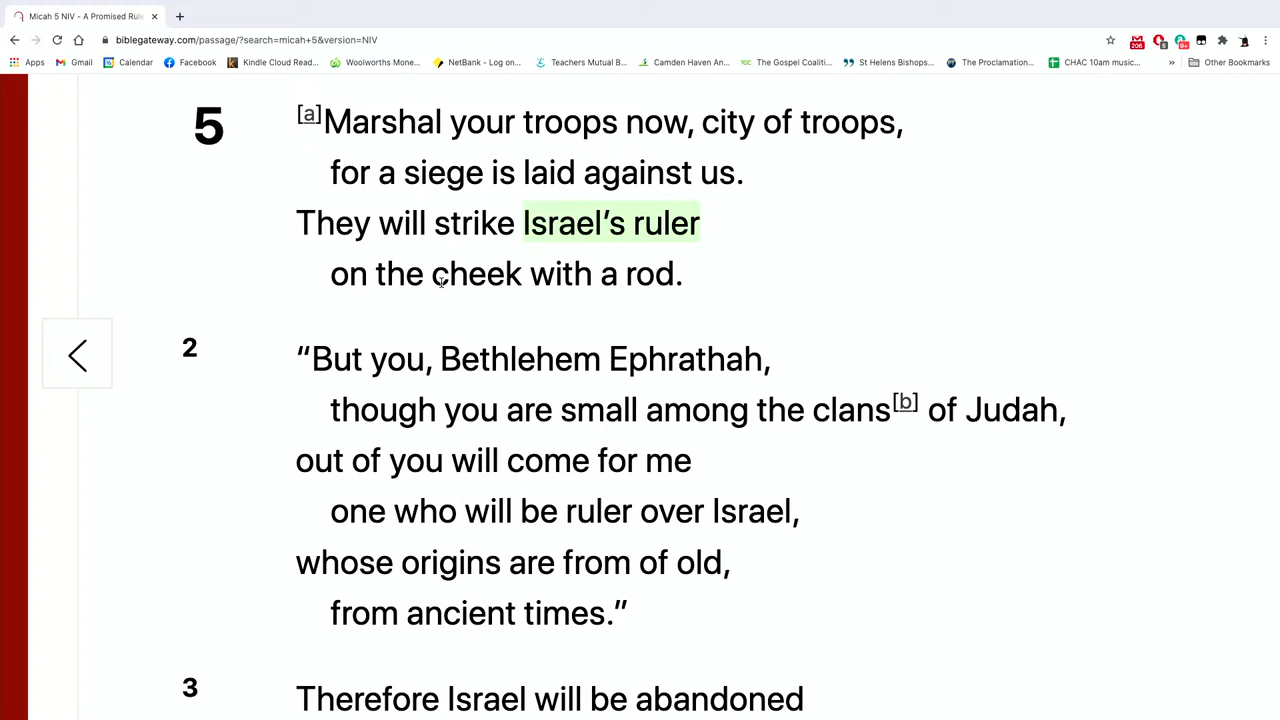 Micah 5 NIV - A Promised Rule
biblegateway.com/passage/?search=micah+5&version=NIV
206 5 9+
Apps Gmail Calendar Facebook Kindle Cloud Read... Woolworths Mone... NetBank - Log on... Teachers Mutual B... Camden Haven An... TGC The Gospel Coaliti... St Helens Bishops... The Proclamation... CHAC 10am music... » Other Bookmarks
5 [a]Marshal your troops now, city of troops,
for a siege is laid against us.
They will strike Israel’s ruler
on the cheek with a rod.
2 “But you, Bethlehem Ephrathah,
though you are small among the clans[b] of Judah,
out of you will come for me
one who will be ruler over Israel,
whose origins are from of old,
from ancient times.”
3 Therefore Israel will be abandoned